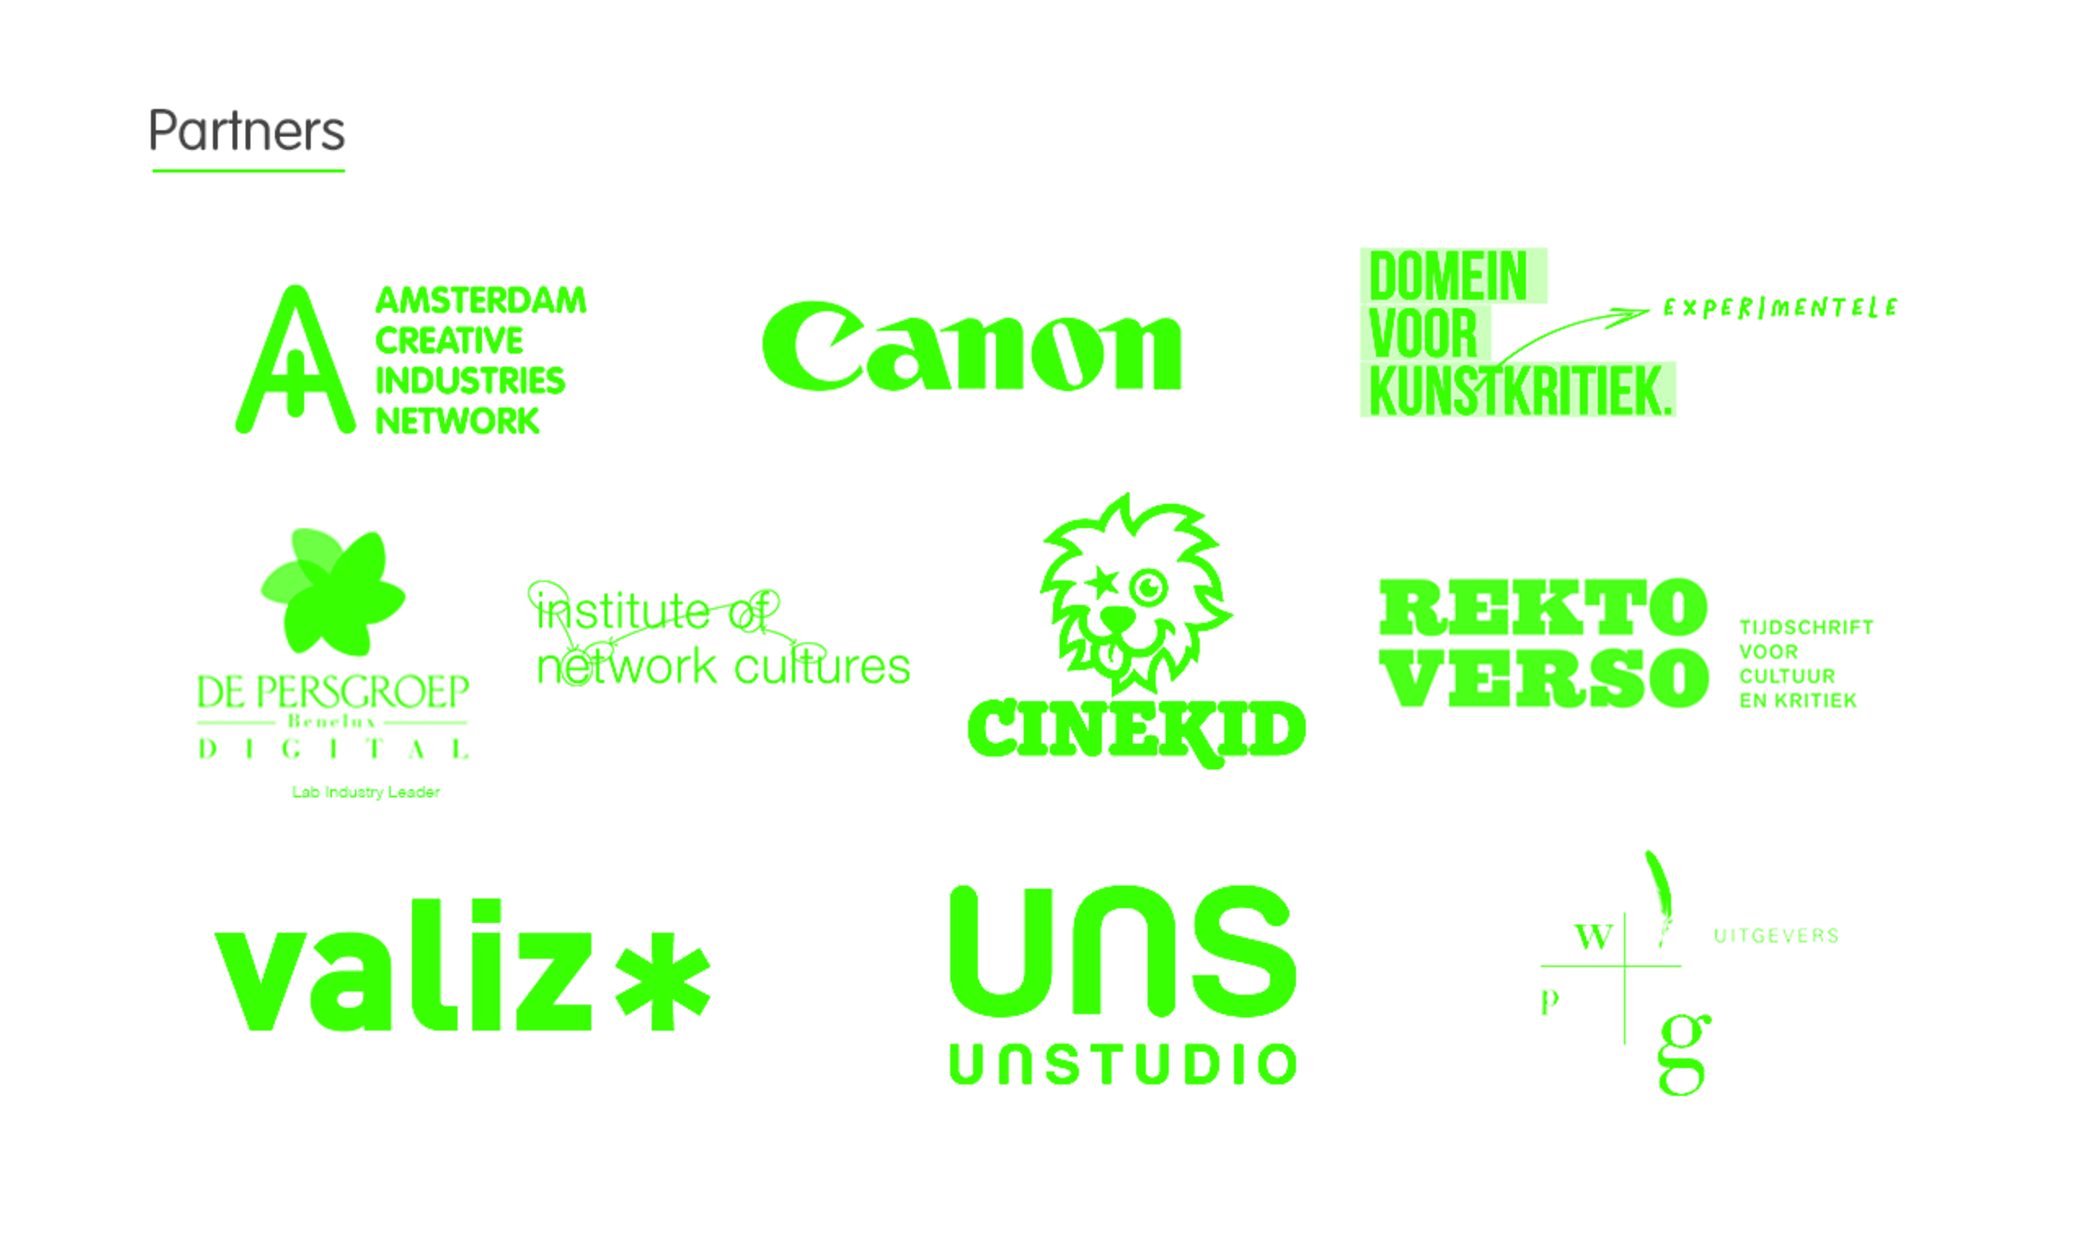 Partners
AMSTERDAM
CREATIVE
INDUSTRIES
NETWORK
Canon
DOMEIN
VOOR
KUNSTKRITIEK.
EXPERIMENTELE
DE PERSGROEP
Benelux
DIGITAL
Lab Industry Leader
institute of
network cultures
CINEKID
REKTO
VERSO
TIJDSCHRIFT
VOOR
CULTUUR
EN KRITIEK
valiz*
UNS
UNSTUDIO
w
p
g
UITGEVERS